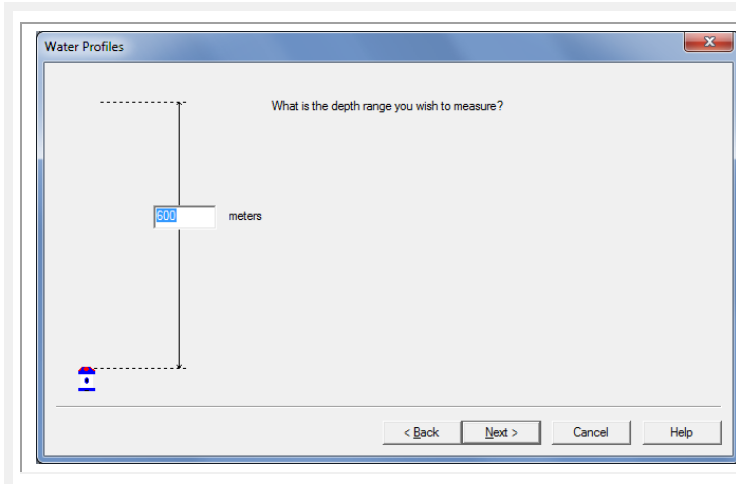 Water Profiles
What is the depth range you wish to measure?
600 meters
< Back Next > Cancel Help